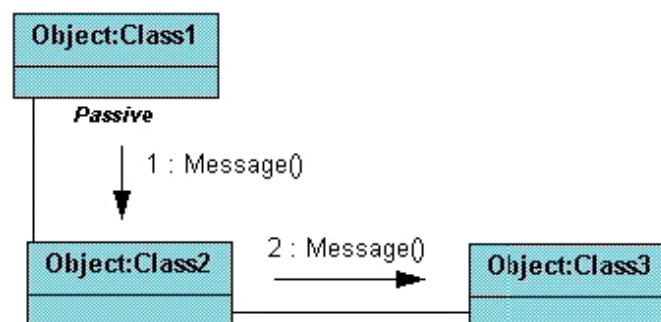 Object:Class1
Passive
1 : Message()
Object:Class2
2 : Message()
Object:Class3